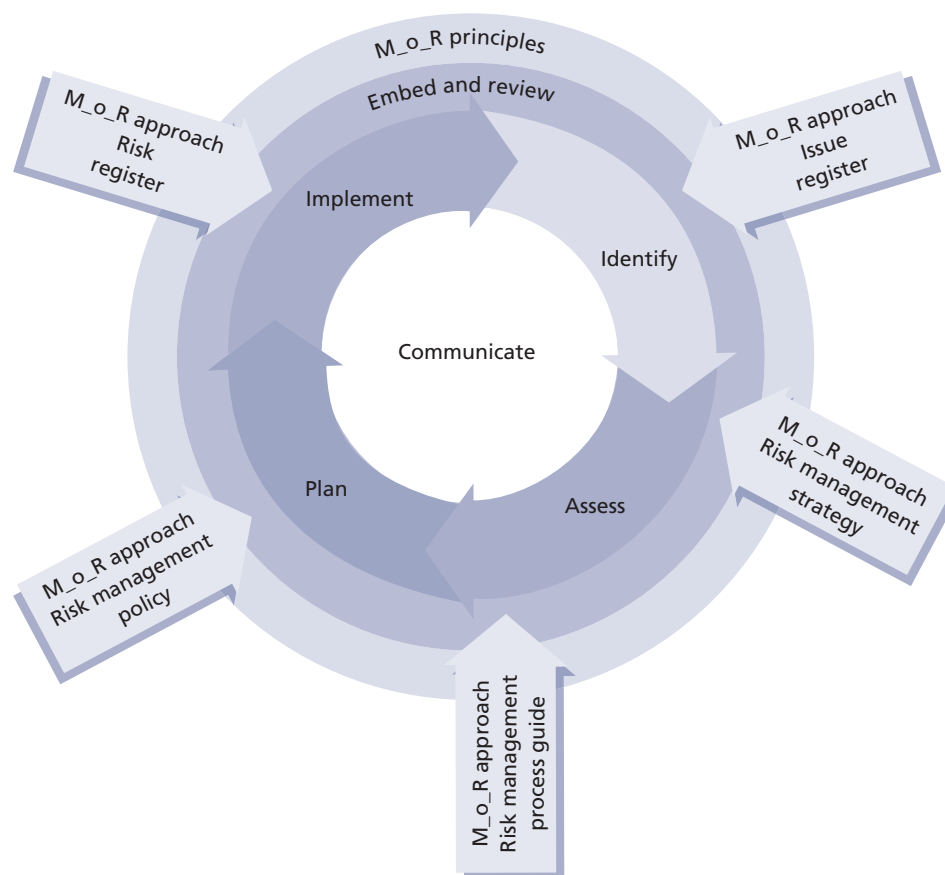 M_o_R principles
Embed and review
M_o_R approach
Risk
register
M_o_R approach
Issue
register
Implement
Identify
Communicate
M_o_R approach
Risk management
strategy
Plan
Assess
M_o_R approach
Risk management
policy
M_o_R approach
Risk management
process guide